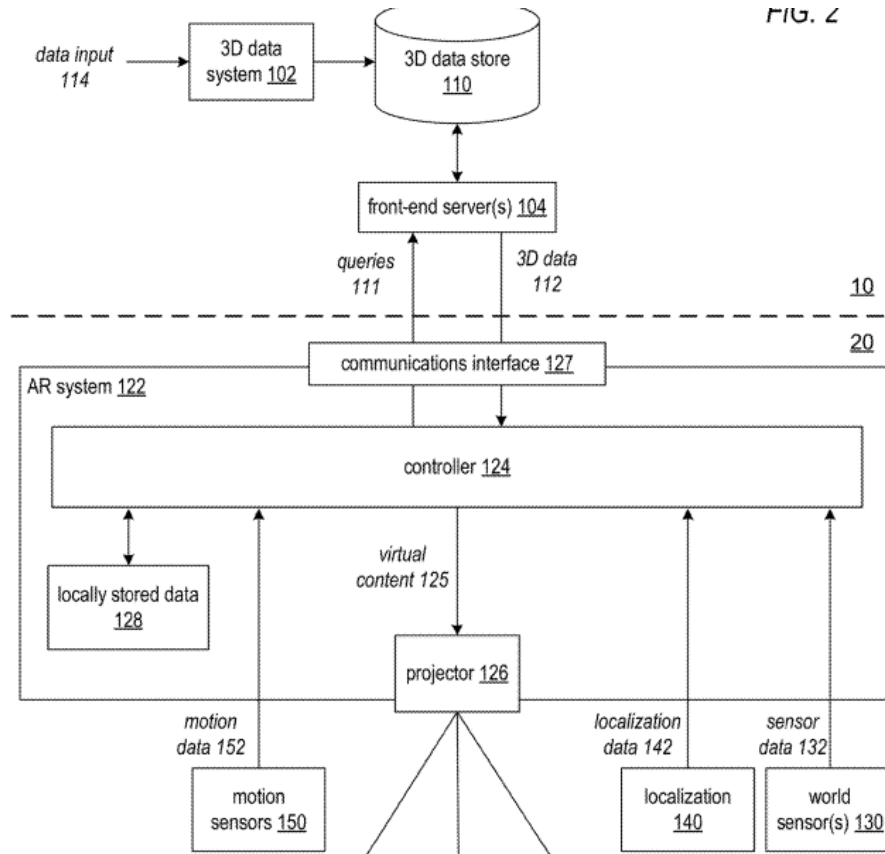 FIG. 2
data input
114
3D data
system 102
3D data store
110
front-end server(s) 104
queries
111
3D data
112
10
20
communications interface 127
AR system 122
controller 124
virtual
content 125
locally stored data
128
projector 126
motion
data 152
localization
data 142
sensor
data 132
motion
sensors 150
localization
140
world
sensor(s) 130